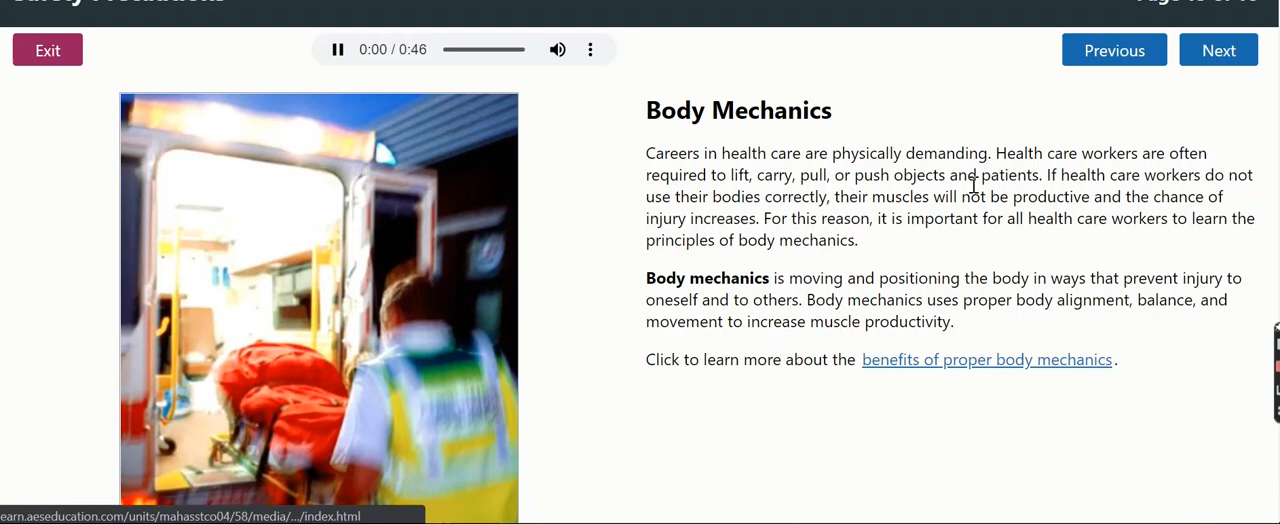 Exit
0:00 / 0:46
Previous
Next
Body Mechanics
Careers in health care are physically demanding. Health care workers are often
required to lift, carry, pull, or push objects and patients. If health care workers do not
use their bodies correctly, their muscles will not be productive and the chance of
injury increases. For this reason, it is important for all health care workers to learn the
principles of body mechanics.
Body mechanics is moving and positioning the body in ways that prevent injury to
oneself and to others. Body mechanics uses proper body alignment, balance, and
movement to increase muscle productivity.
Click to learn more about the benefits of proper body mechanics.
earn.aeseducation.com/units/mahasstco04/58/media/.../index.html